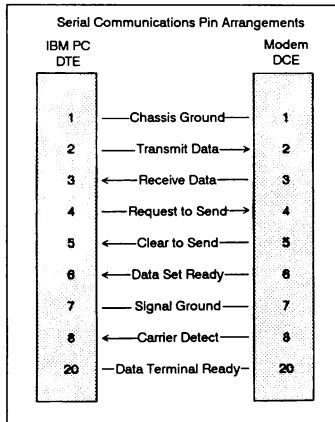 Serial Communications Pin Arrangements
IBM PC Modem
DTE DCE
1 Chassis Ground 1
2 Transmit Data 2
3 Receive Data 3
4 Request to Send 4
5 Clear to Send 5
6 Data Set Ready 6
7 Signal Ground 7
8 Carrier Detect 8
20 Data Terminal Ready 20